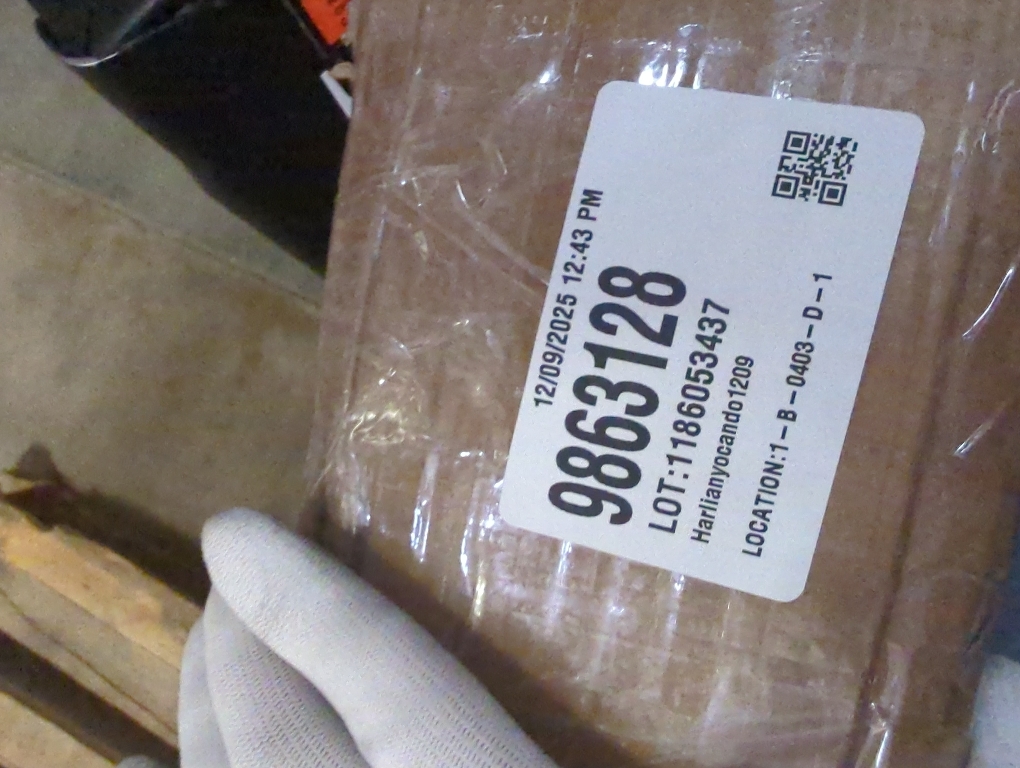 12/09/2025 12:43 PM
9863128
LOT:1186053437
Harlianyocando1209
LOCATION:1-B-0403-D-1